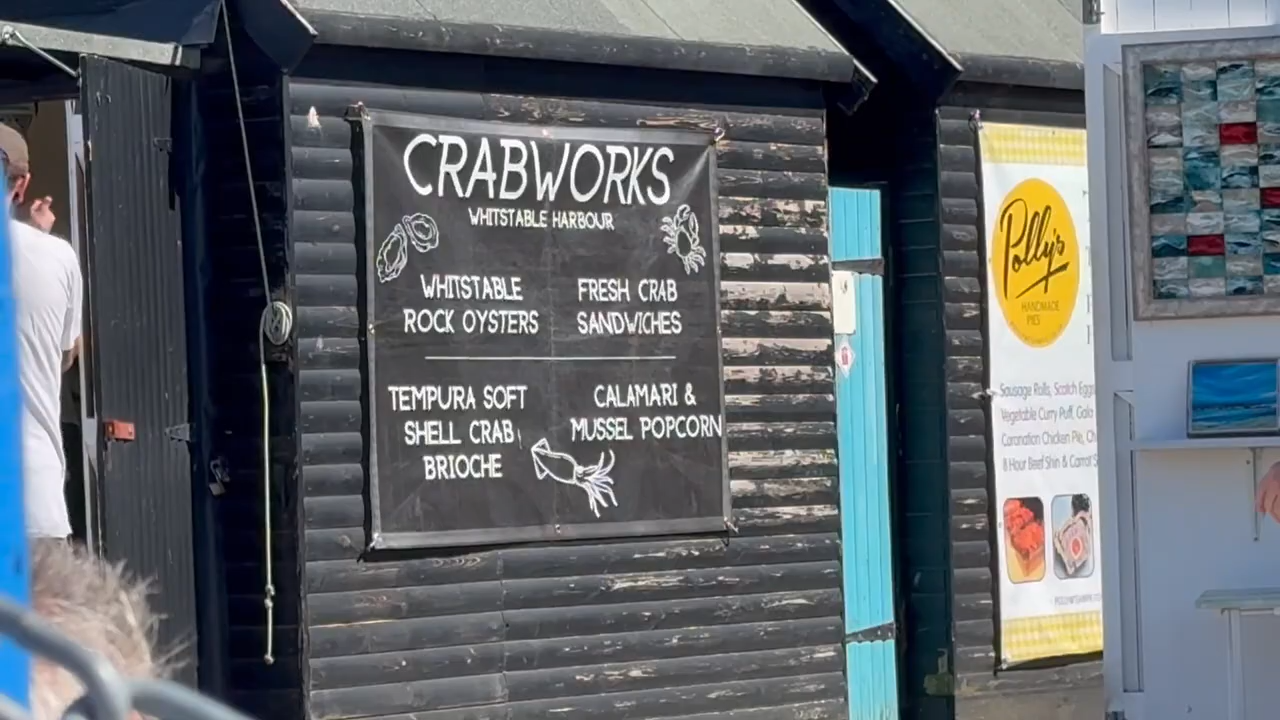 CRABWORKS
WHITSTABLE HARBOUR
WHITSTABLE
ROCK OYSTERS
FRESH CRAB
SANDWICHES
TEMPURA SOFT
SHELL CRAB
BRIOCHE
CALAMARI &
MUSSEL POPCORN
Polly's
HANDMADE
PIES
Sausage Rolls, Scotch Eggs
Vegetable Curry Puff, Gala
Coronation Chicken Pie,
8 Hour Beef Shin & Carrot